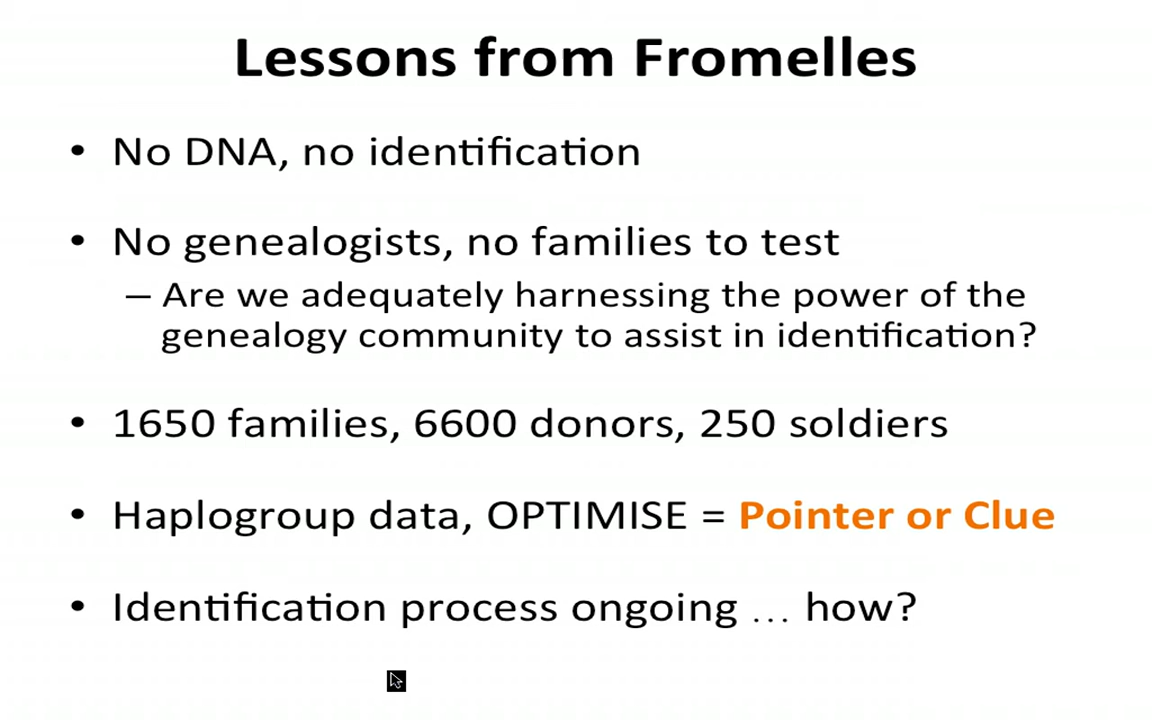 Lessons from Fromelles
• No DNA, no identification
• No genealogists, no families to test
– Are we adequately harnessing the power of the
genealogy community to assist in identification?
• 1650 families, 6600 donors, 250 soldiers
• Haplogroup data, OPTIMISE = Pointer or Clue
• Identification process ongoing … how?